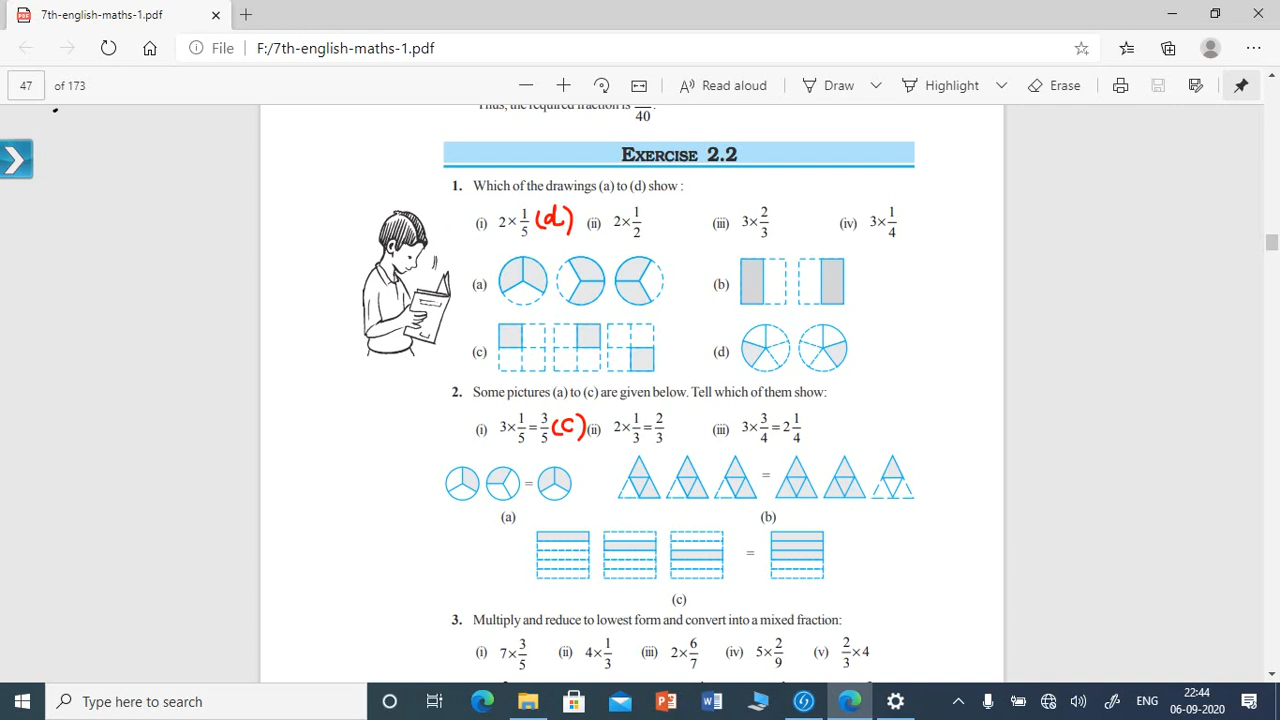 7th-english-maths-1.pdf
File F:/7th-english-maths-1.pdf
47 of 173 Read aloud Draw Highlight Erase
Thus, the required fraction is
40 .
EXERCISE 2.2
1. Which of the drawings (a) to (d) show :
(i) 2 × 1/5 (d) (ii) 2 × 1/2 (iii) 3 × 2/3 (iv) 3 × 1/4
(a) (b)
(c) (d)
2. Some pictures (a) to (c) are given below. Tell which of them show:
(i) 3 × 1/5 = 3/5 (c) (ii) 2 × 1/3 = 2/3 (iii) 3 × 3/4 = 2 1/4
= =
(a) (b)
=
(c)
3. Multiply and reduce to lowest form and convert into a mixed fraction:
(i) 7 × 3/5 (ii) 4 × 1/3 (iii) 2 × 6/7 (iv) 5 × 2/9 (v) 2/3 × 4
Type here to search ENG 22:44
06-09-2020